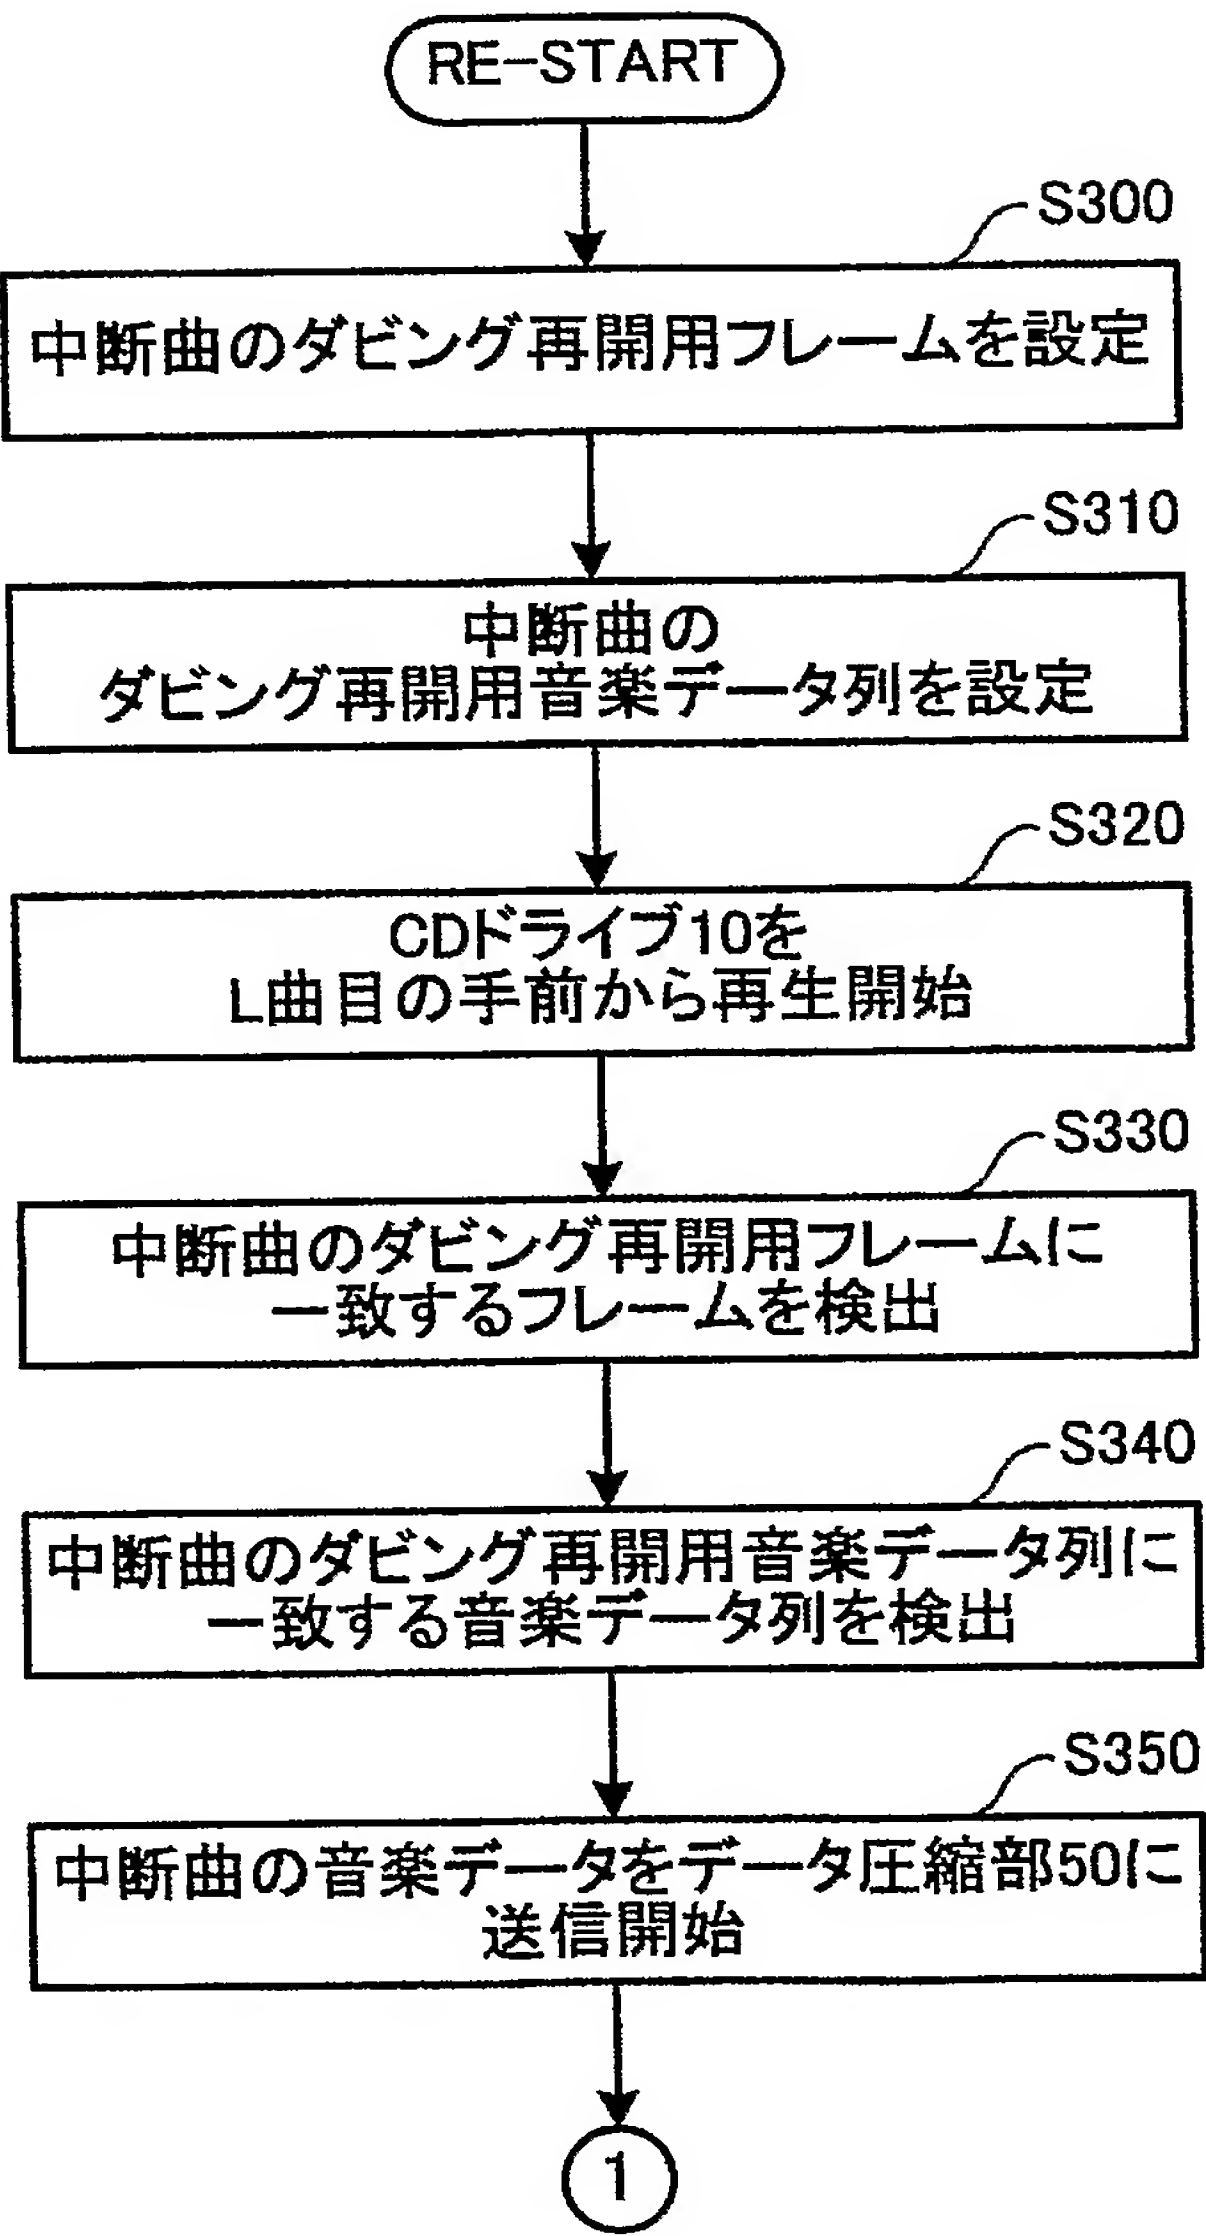 RE-START
S300
中断曲のダビング再開用フレームを設定
S310
中断曲の
ダビング再開用音楽データ列を設定
S320
CDドライブ10を
L曲目の手前から再生開始
S330
中断曲のダビング再開用フレームに
一致するフレームを検出
S340
中断曲のダビング再開用音楽データ列に
一致する音楽データ列を検出
S350
中断曲の音楽データをデータ圧縮部50に
送信開始
1